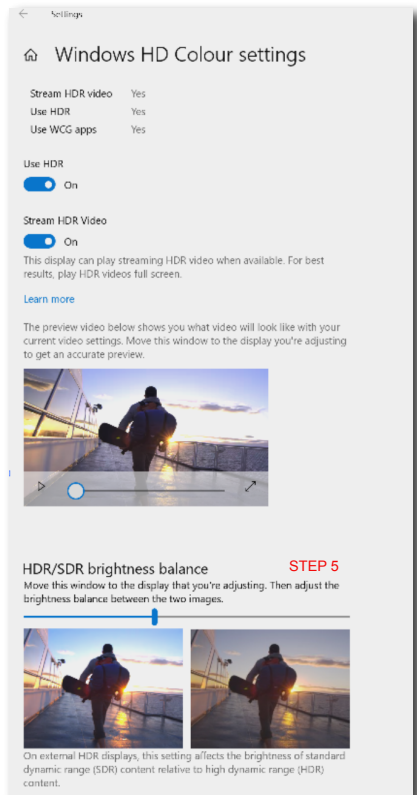 Settings
Windows HD Colour settings
Stream HDR video Yes
Use HDR Yes
Use WCG apps Yes
Use HDR
On
Stream HDR Video
On
This display can play streaming HDR video when available. For best
results, play HDR videos full screen.
Learn more
The preview video below shows you what video will look like with your
current video settings. Move this window to the display you're adjusting
to get an accurate preview.
HDR/SDR brightness balance STEP 5
Move this window to the display that you're adjusting. Then adjust the
brightness balance between the two images.
On external HDR displays, this setting affects the brightness of standard
dynamic range (SDR) content relative to high dynamic range (HDR)
content.